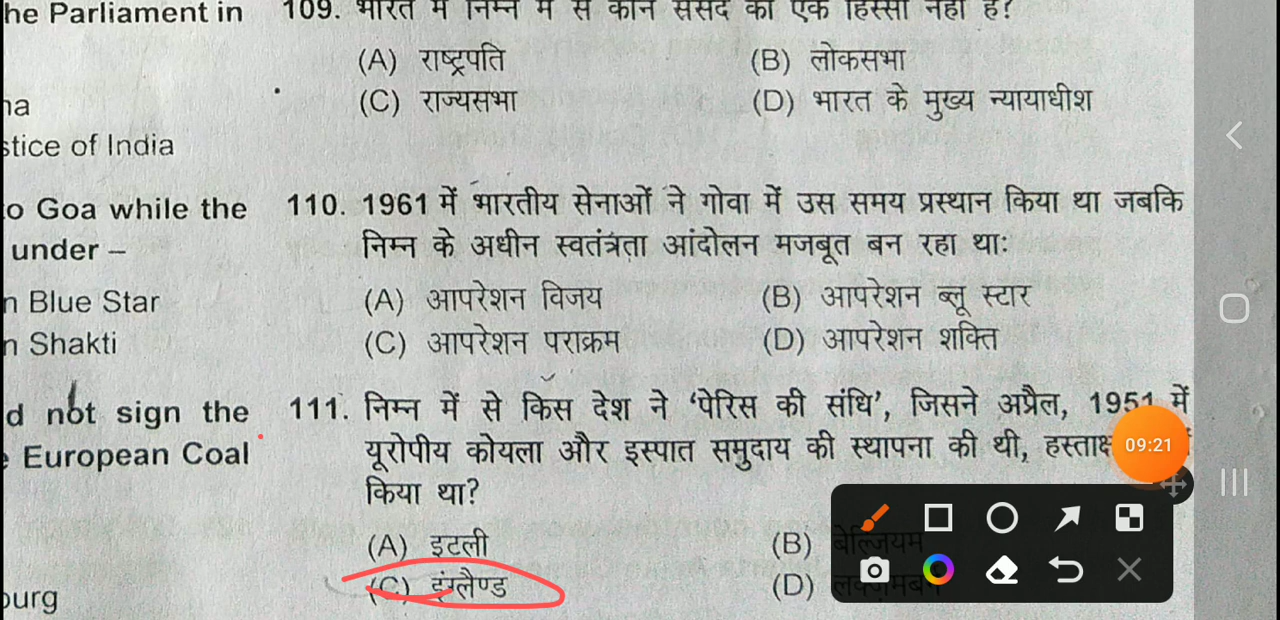 he Parliament in
109. भारत में निम्न में से कौन संसद का एक हिस्सा नहीं है?
(A) राष्ट्रपति (B) लोकसभा
na (C) राज्यसभा (D) भारत के मुख्य न्यायाधीश
stice of India
o Goa while the
110. 1961 में भारतीय सेनाओं ने गोवा में उस समय प्रस्थान किया था जबकि
under –
निम्न के अधीन स्वतंत्रता आंदोलन मजबूत बन रहा थाः
n Blue Star
(A) आपरेशन विजय (B) आपरेशन ब्लू स्टार
n Shakti
(C) आपरेशन पराक्रम (D) आपरेशन शक्ति
d not sign the
111. निम्न में से किस देश ने ‘पेरिस की संधि’, जिसने अप्रैल, 1951 में
European Coal
यूरोपीय कोयला और इस्पात समुदाय की स्थापना की थी, हस्ताक्ष
09:21
किया था?
(A) इटली (B) बेल्जियम
ourg
(C) इंग्लैण्ड (D) लक्ज़मबर्ग